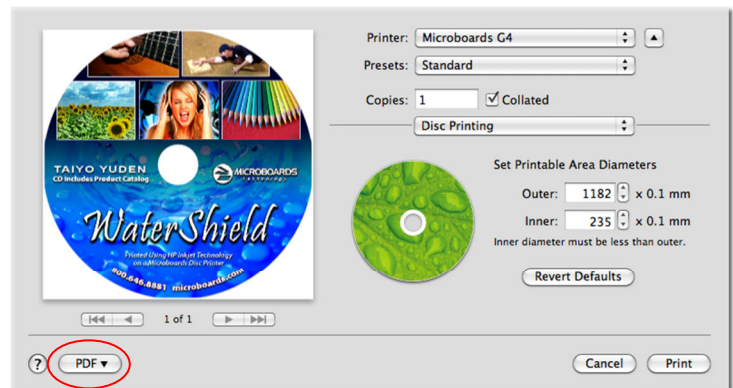 Printer: Microboards G4
Presets: Standard
Copies: 1 Collated
Disc Printing
Set Printable Area Diameters
Outer: 1182 x 0.1 mm
Inner: 235 x 0.1 mm
Inner diameter must be less than outer.
Revert Defaults
TAIYO YUDEN
CD Includes Product Catalog
MICROBOARDS
Technology
WaterShield
Printed Using HP Inkjet Technology
on a Microboards Disc Printer
800.646.8881 microboards.com
1 of 1
? PDF▼ Cancel Print